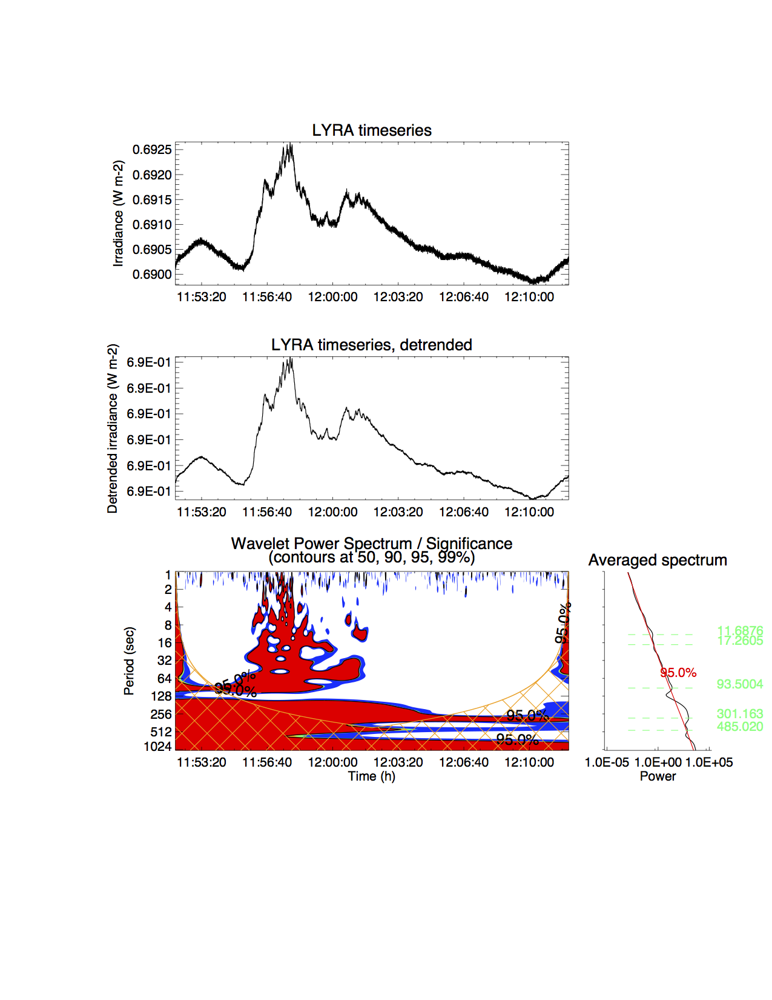 LYRA timeseries
Irradiance (W m-2)
0.6925
0.6920
0.6915
0.6910
0.6905
0.6900
11:53:20 11:56:40 12:00:00 12:03:20 12:06:40 12:10:00
LYRA timeseries, detrended
Detrended irradiance (W m-2)
6.9E-01
6.9E-01
6.9E-01
6.9E-01
6.9E-01
6.9E-01
11:53:20 11:56:40 12:00:00 12:03:20 12:06:40 12:10:00
Wavelet Power Spectrum / Significance
(contours at 50, 90, 95, 99%)
Period (sec)
1
2
4
8
16
32
64
128
256
512
1024
95.0%
95.0%
95.0%
95.0%
95.0%
11:53:20 11:56:40 12:00:00 12:03:20 12:06:40 12:10:00
Time (h)
Averaged spectrum
11.6876
17.2605
95.0%
93.5004
301.163
485.020
1.0E-05 1.0E+00 1.0E+05
Power